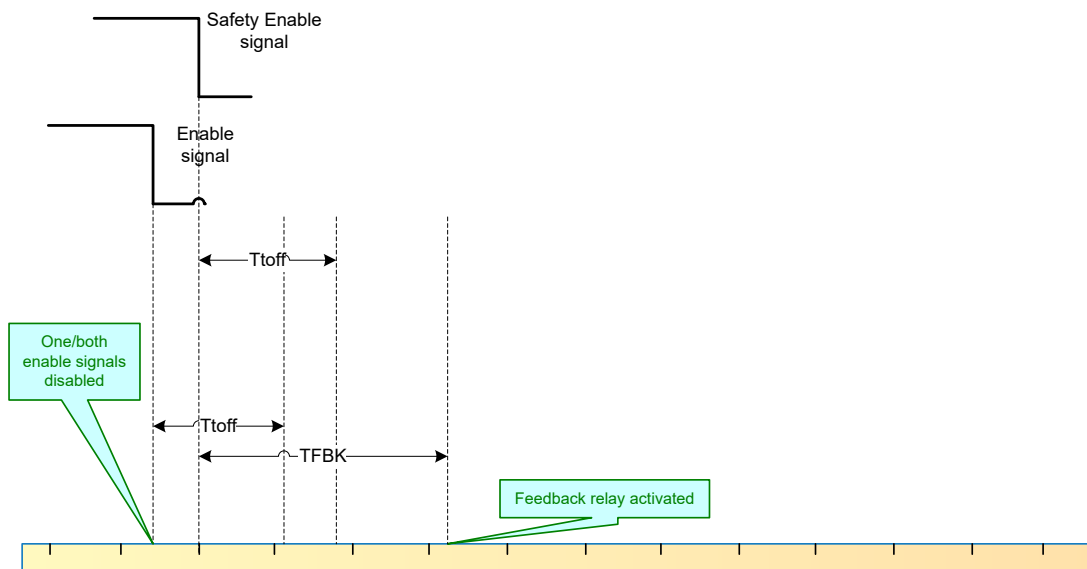 Safety Enable
signal
Enable
signal
Ttoff
One/both
enable signals
disabled
Ttoff
TFBK
Feedback relay activated